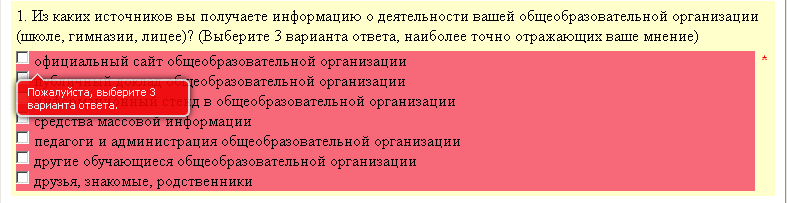 1. Из каких источников вы получаете информацию о деятельности вашей общеобразовательной организации
(школе, гимназии, лицее)? (Выберите 3 варианта ответа, наиболее точно отражающих ваше мнение)
официальный сайт общеобразовательной организации
*
общеобразовательной организации
Пожалуйста, выберите 3
варианта ответа.
стенд в общеобразовательной организации
средства массовой информации
педагоги и администрация общеобразовательной организации
другие обучающиеся общеобразовательной организации
друзья, знакомые, родственники